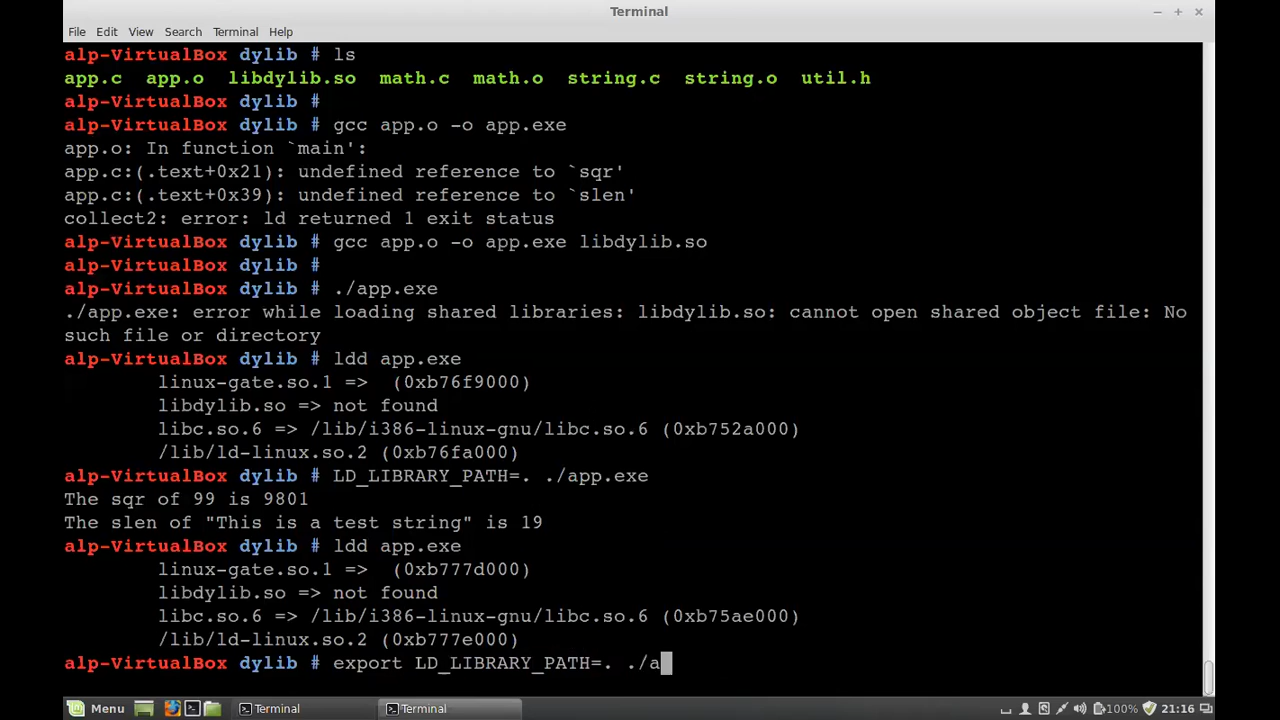 Terminal
File Edit View Search Terminal Help
alp-VirtualBox dylib # ls
app.c app.o libdylib.so math.c math.o string.c string.o util.h
alp-VirtualBox dylib #
alp-VirtualBox dylib # gcc app.o -o app.exe
app.o: In function `main':
app.c:(.text+0x21): undefined reference to `sqr'
app.c:(.text+0x39): undefined reference to `slen'
collect2: error: ld returned 1 exit status
alp-VirtualBox dylib # gcc app.o -o app.exe libdylib.so
alp-VirtualBox dylib #
alp-VirtualBox dylib # ./app.exe
./app.exe: error while loading shared libraries: libdylib.so: cannot open shared object file: No
such file or directory
alp-VirtualBox dylib # ldd app.exe
linux-gate.so.1 => (0xb76f9000)
libdylib.so => not found
libc.so.6 => /lib/i386-linux-gnu/libc.so.6 (0xb752a000)
/lib/ld-linux.so.2 (0xb76fa000)
alp-VirtualBox dylib # LD_LIBRARY_PATH=. ./app.exe
The sqr of 99 is 9801
The slen of "This is a test string" is 19
alp-VirtualBox dylib # ldd app.exe
linux-gate.so.1 => (0xb777d000)
libdylib.so => not found
libc.so.6 => /lib/i386-linux-gnu/libc.so.6 (0xb75ae000)
/lib/ld-linux.so.2 (0xb777e000)
alp-VirtualBox dylib # export LD_LIBRARY_PATH=. ./a
Menu Terminal Terminal 100% 21:16